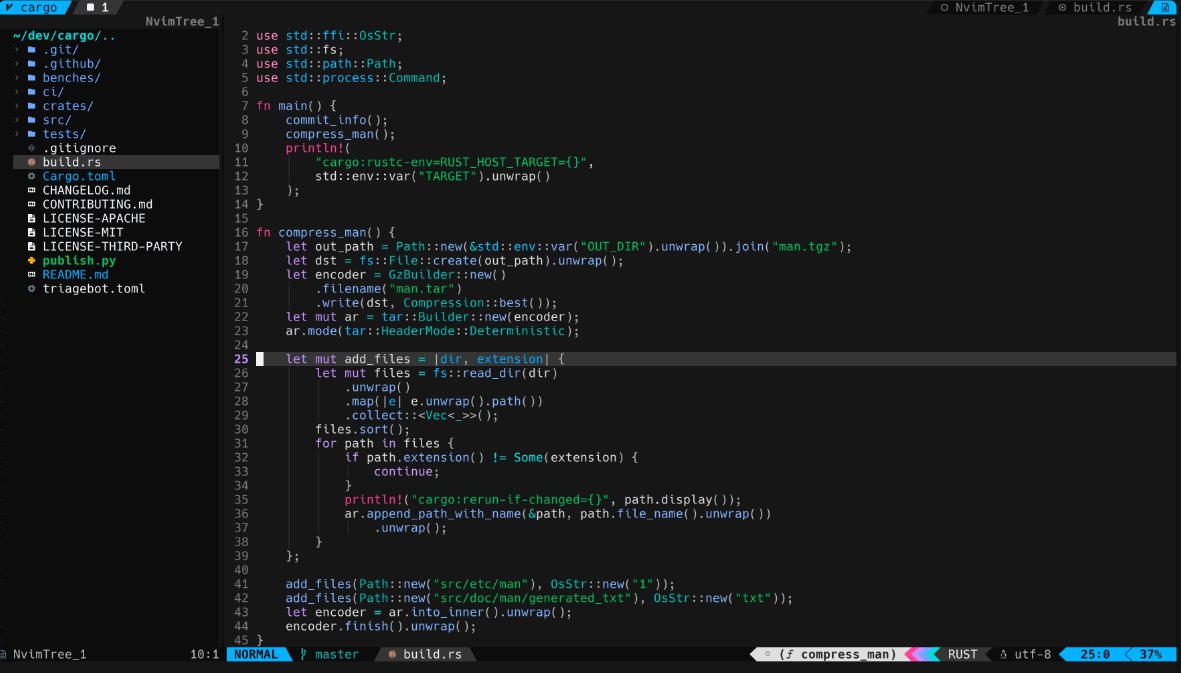 cargo 1 NvimTree_1 build.rs
NvimTree_1 build.rs
~/dev/cargo/..
.git/
.github/
benches/
ci/
crates/
src/
tests/
.gitignore
build.rs
Cargo.toml
CHANGELOG.md
CONTRIBUTING.md
LICENSE-APACHE
LICENSE-MIT
LICENSE-THIRD-PARTY
publish.py
README.md
triagebot.toml
2 use std::ffi::OsStr;
3 use std::fs;
4 use std::path::Path;
5 use std::process::Command;
6
7 fn main() {
8     commit_info();
9     compress_man();
10     println!(
11         "cargo:rustc-env=RUST_HOST_TARGET={}",
12         std::env::var("TARGET").unwrap()
13     );
14 }
15
16 fn compress_man() {
17     let out_path = Path::new(&std::env::var("OUT_DIR").unwrap()).join("man.tgz");
18     let dst = fs::File::create(out_path).unwrap();
19     let encoder = GzBuilder::new()
20         .filename("man.tar")
21         .write(dst, Compression::best());
22     let mut ar = tar::Builder::new(encoder);
23     ar.mode(tar::HeaderMode::Deterministic);
24
25     let mut add_files = |dir, extension| {
26         let mut files = fs::read_dir(dir)
27             .unwrap()
28             .map(|e| e.unwrap().path())
29             .collect::<Vec<_>>();
30         files.sort();
31         for path in files {
32             if path.extension() != Some(extension) {
33                 continue;
34             }
35             println!("cargo:rerun-if-changed={}", path.display());
36             ar.append_path_with_name(&path, path.file_name().unwrap())
37                 .unwrap();
38         }
39     };
40
41     add_files(Path::new("src/etc/man"), OsStr::new("1"));
42     add_files(Path::new("src/doc/man/generated_txt"), OsStr::new("txt"));
43     let encoder = ar.into_inner().unwrap();
44     encoder.finish().unwrap();
45 }
NvimTree_1 10:1 NORMAL master build.rs (ƒ compress_man) RUST utf-8 25:0 37%